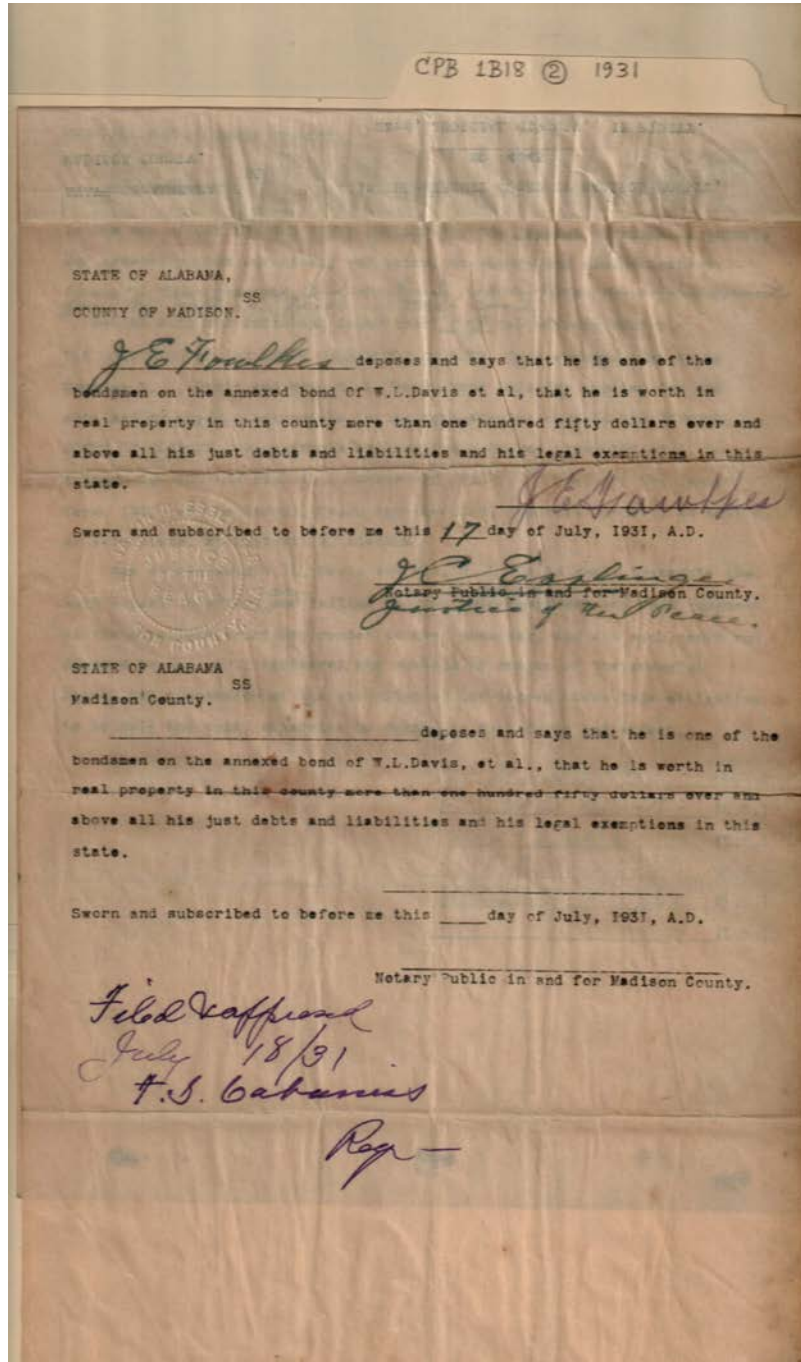 CPB 1B18 ② 1931
STATE OF ALABAMA,
SS
COUNTY OF MADISON.
J E Foulkes deposes and says that he is one of the
bondsmen on the annexed bond Of W.L.Davis et al, that he is worth in
real property in this county more than one hundred fifty dollars over and
above all his just debts and liabilities and his legal exemptions in this
state.
J E
Sworn and subscribed to before me this 17 day of July, 1931, A.D.
J C Esslinger
Notary Public in and for Madison County.
Justice of the Peace.
STATE OF ALABAMA
SS
Madison County.
deposes and says that he is one of the
bondsmen on the annexed bond of W.L.Davis, et al., that he is worth in
real property in this county more than one hundred fifty dollars over and
above all his just debts and liabilities and his legal exemptions in this
state.
Sworn and subscribed to before me this ____ day of July, 1931, A.D.
Notary Public in and for Madison County.
Filed & approved
July 18/31
Cabaniss
Reg